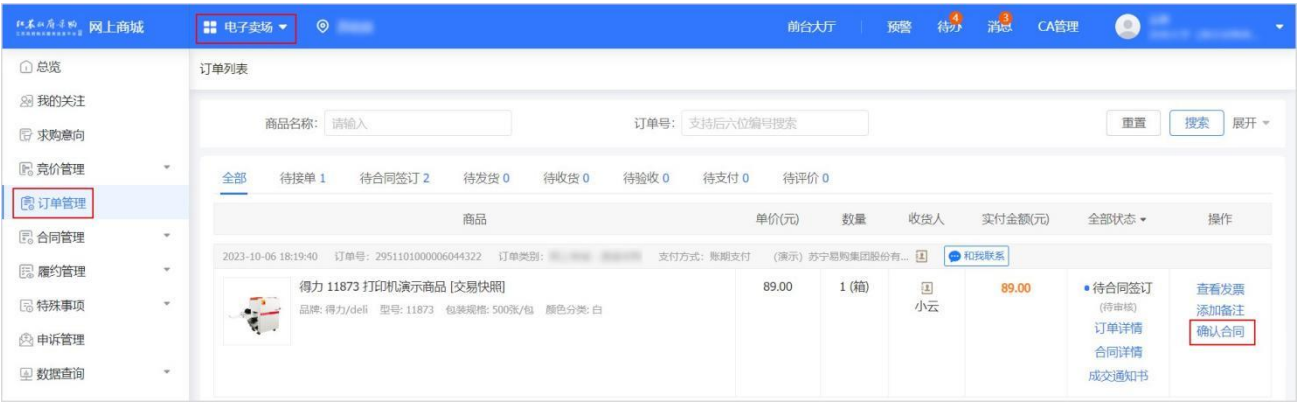 网上商城 电子卖场 前台大厅 预警 待办 4 消息 3 CA管理
总览
我的关注
求购意向
竞价管理
订单管理
合同管理
履约管理
特殊事项
申诉管理
数据查询
订单列表
商品名称： 请输入 订单号： 支持后六位编号搜索 重置 搜索 展开
全部 待接单 1 待合同签订 2 待发货 0 待收货 0 待验收 0 待支付 0 待评价 0
商品 单价(元) 数量 收货人 实付金额(元) 全部状态 操作
2023-10-06 18:19:40 订单号：2951101000006044322 订单类别： 支付方式：账期支付 (演示) 苏宁易购集团股份有... 和我联系
得力 11873 打印机演示商品 [交易快照] 89.00 1 (箱) 小云 89.00 待合同签订 查看发票
品牌: 得力/deli 型号: 11873 包装规格: 500张/包 颜色分类: 白 (待审核) 添加备注
订单详情 确认合同
合同详情
成交通知书